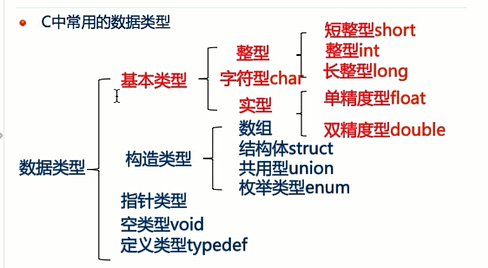 C中常用的数据类型
数据类型
基本类型
整型
短整型short
整型int
长整型long
字符型char
实型
单精度型float
双精度型double
构造类型
数组
结构体struct
共用型union
枚举类型enum
指针类型
空类型void
定义类型typedef